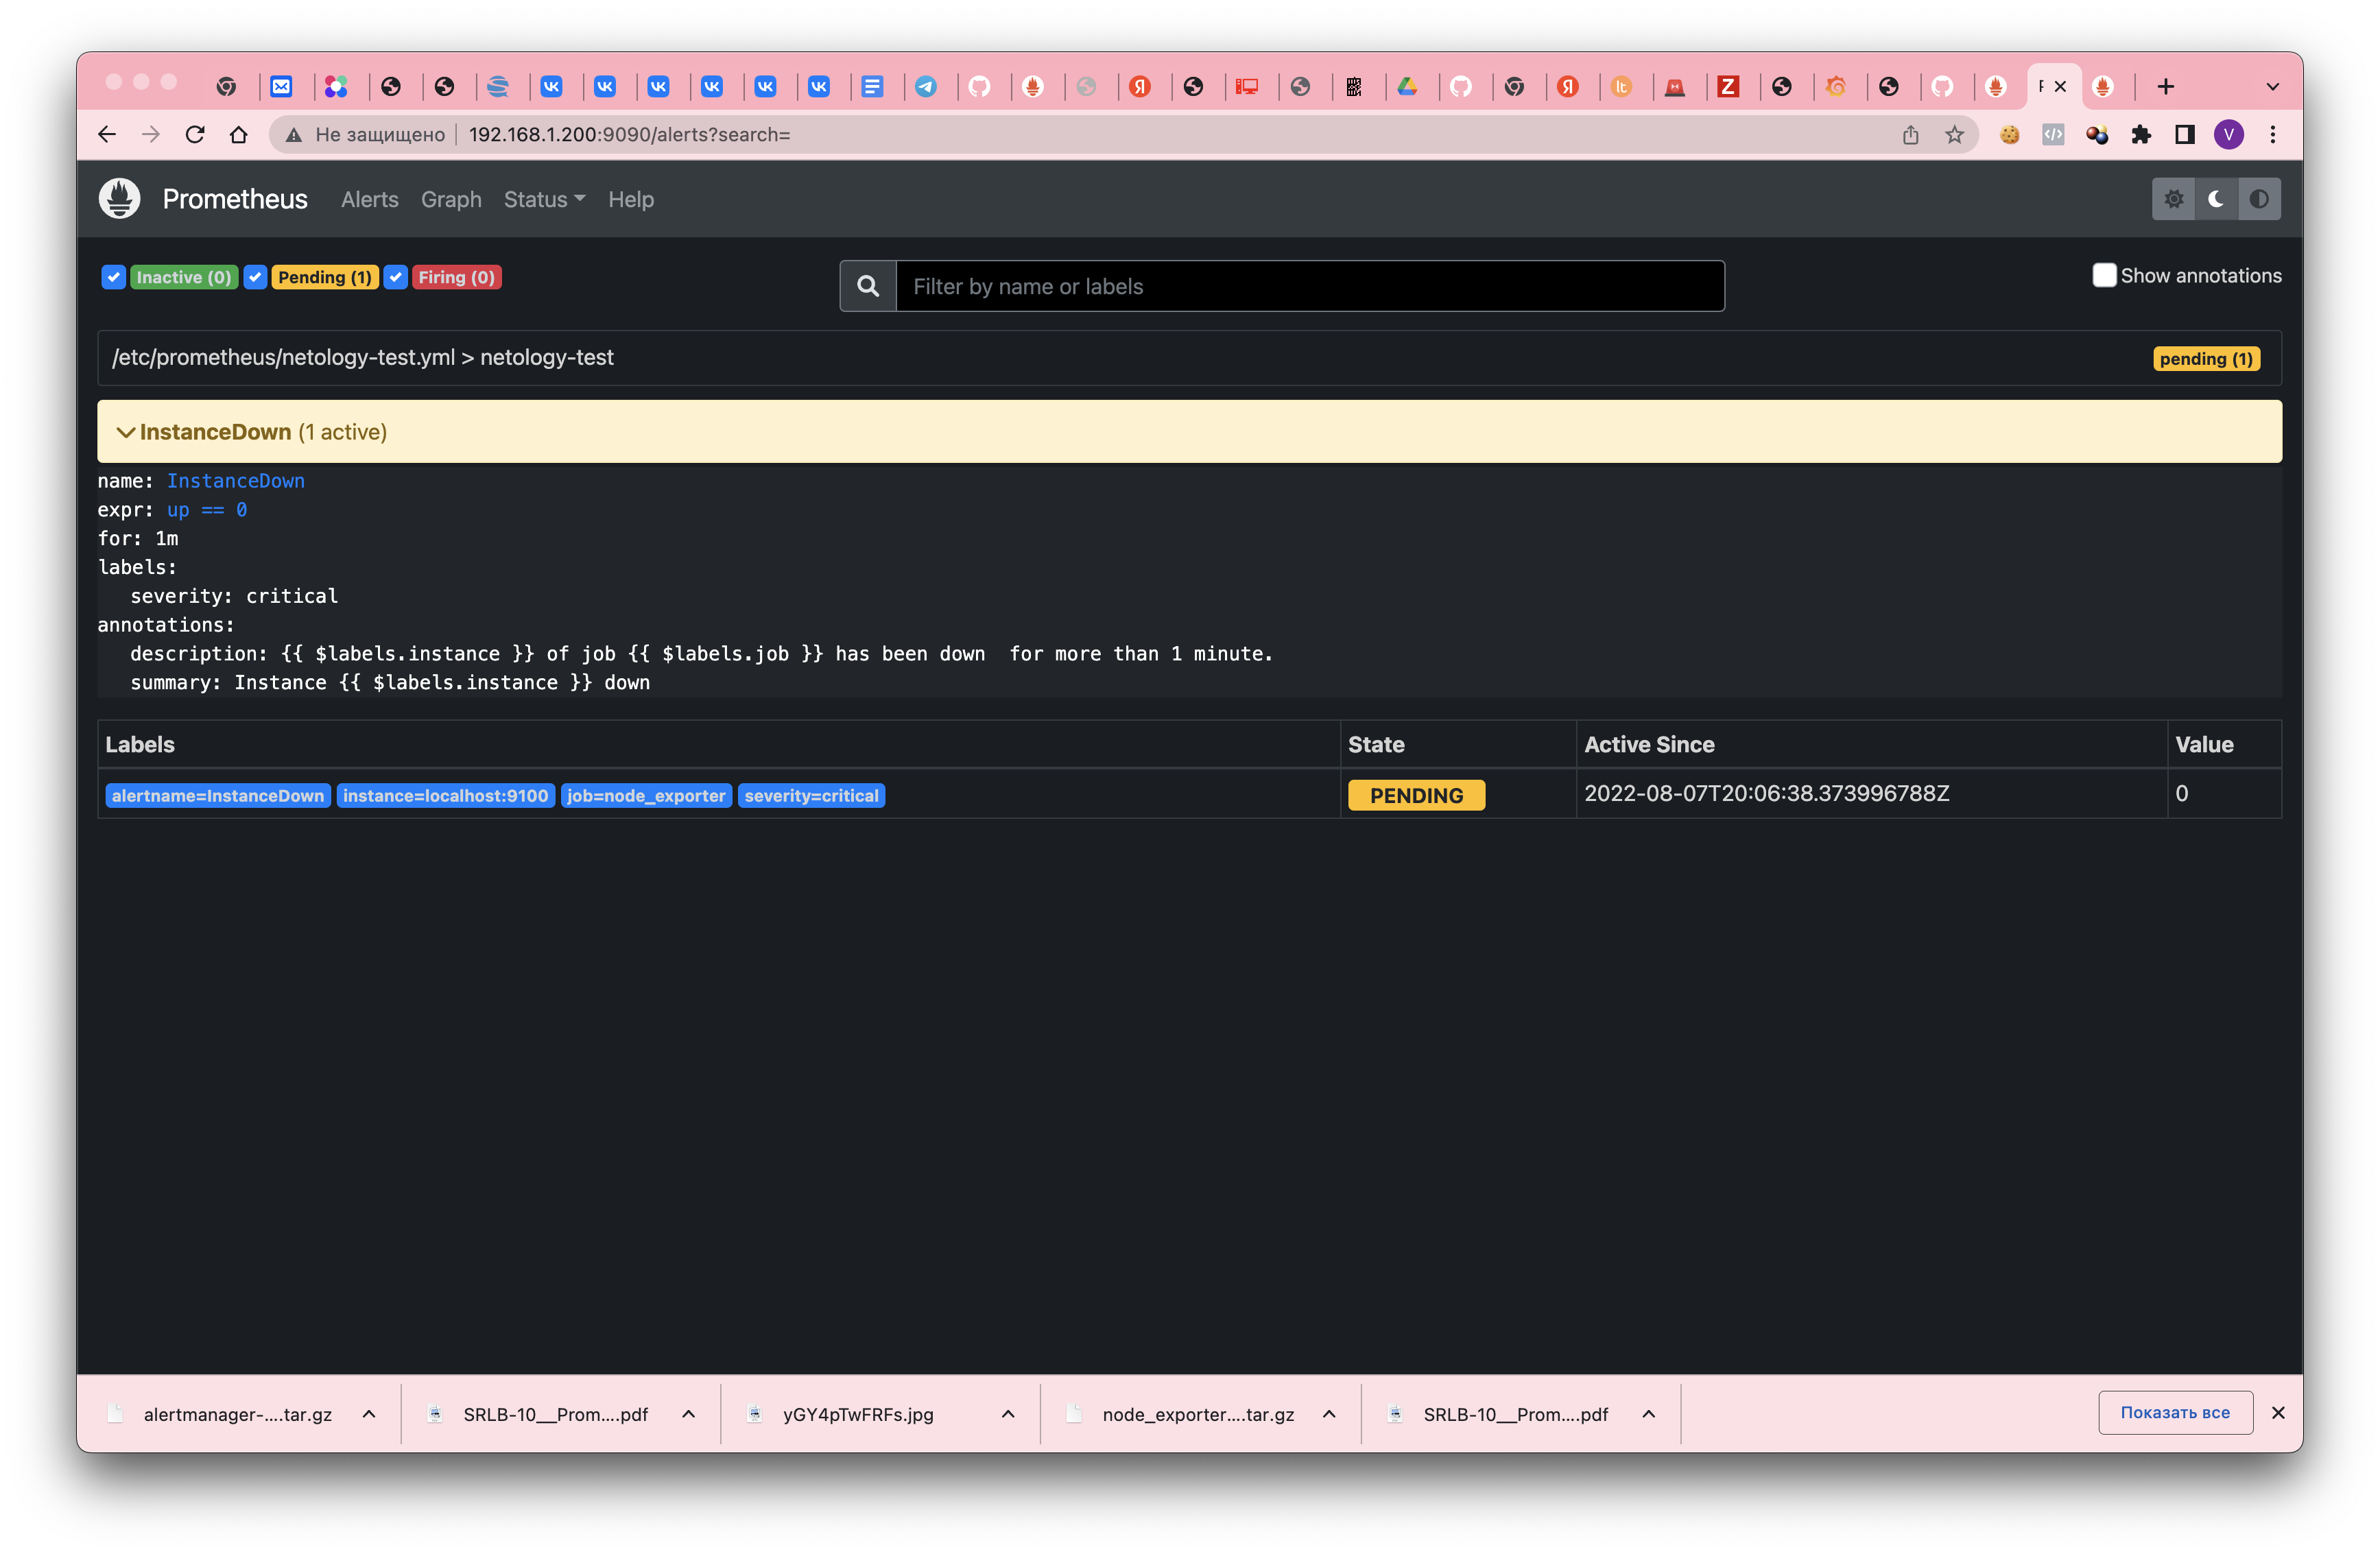 Не защищено 192.168.1.200:9090/alerts?search=
V
Prometheus Alerts Graph Status Help
Inactive (0) Pending (1) Firing (0) Filter by name or labels Show annotations
/etc/prometheus/netology-test.yml > netology-test pending (1)
InstanceDown (1 active)
name: InstanceDown
expr: up == 0
for: 1m
labels:
severity: critical
annotations:
description: {{ $labels.instance }} of job {{ $labels.job }} has been down  for more than 1 minute.
summary: Instance {{ $labels.instance }} down
Labels State Active Since Value
alertname=InstanceDown instance=localhost:9100 job=node_exporter severity=critical PENDING 2022-08-07T20:06:38.373996788Z 0
alertmanager-....tar.gz SRLB-10__Prom....pdf yGY4pTwFRFs.jpg node_exporter....tar.gz SRLB-10__Prom....pdf Показать все